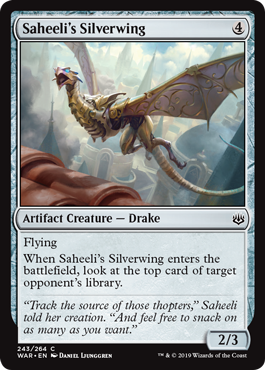 Saheeli's Silverwing 4
Artifact Creature — Drake
Flying
When Saheeli's Silverwing enters the
battlefield, look at the top card of target
opponent's library.
“Track the source of those thopters,” Saheeli
told her creation. “And feel free to snack on
as many as you want.”
2/3
243/264 C
WAR • EN DANIEL LJUNGGREN
™ & © 2019 Wizards of the Coast